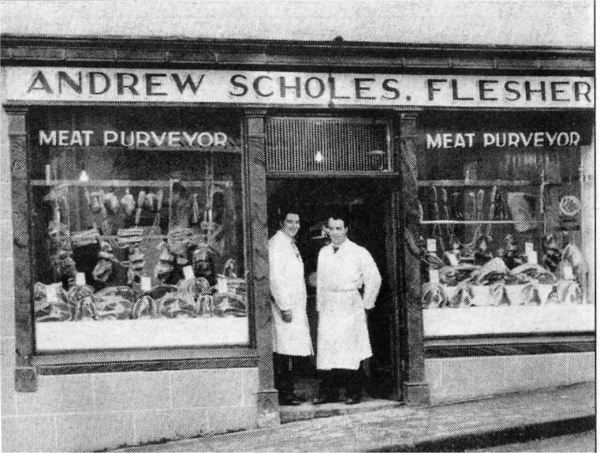 ANDREW SCHOLES. FLESHER
MEAT PURVEYOR
MEAT PURVEYOR